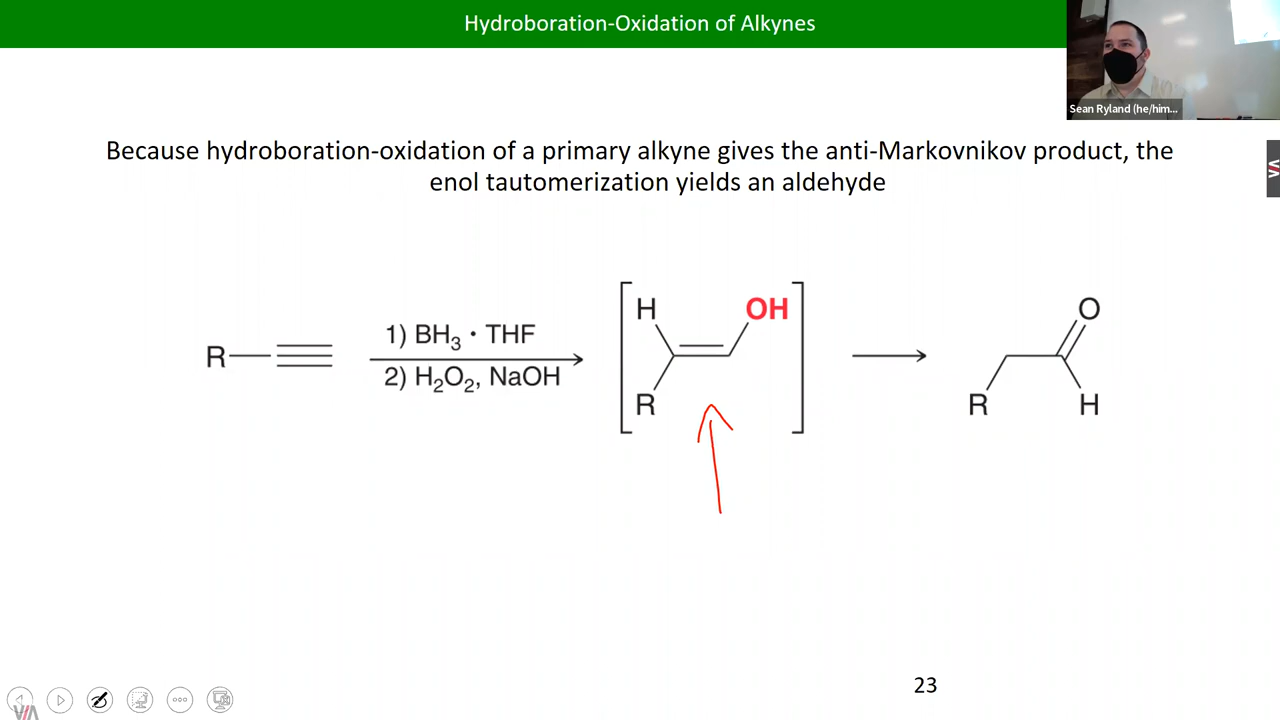 Hydroboration-Oxidation of Alkynes
Sean Ryland (he/him...
Because hydroboration-oxidation of a primary alkyne gives the anti-Markovnikov product, the
enol tautomerization yields an aldehyde
R
1) BH3 · THF
2) H2O2, NaOH
H
OH
R
O
R
H
23